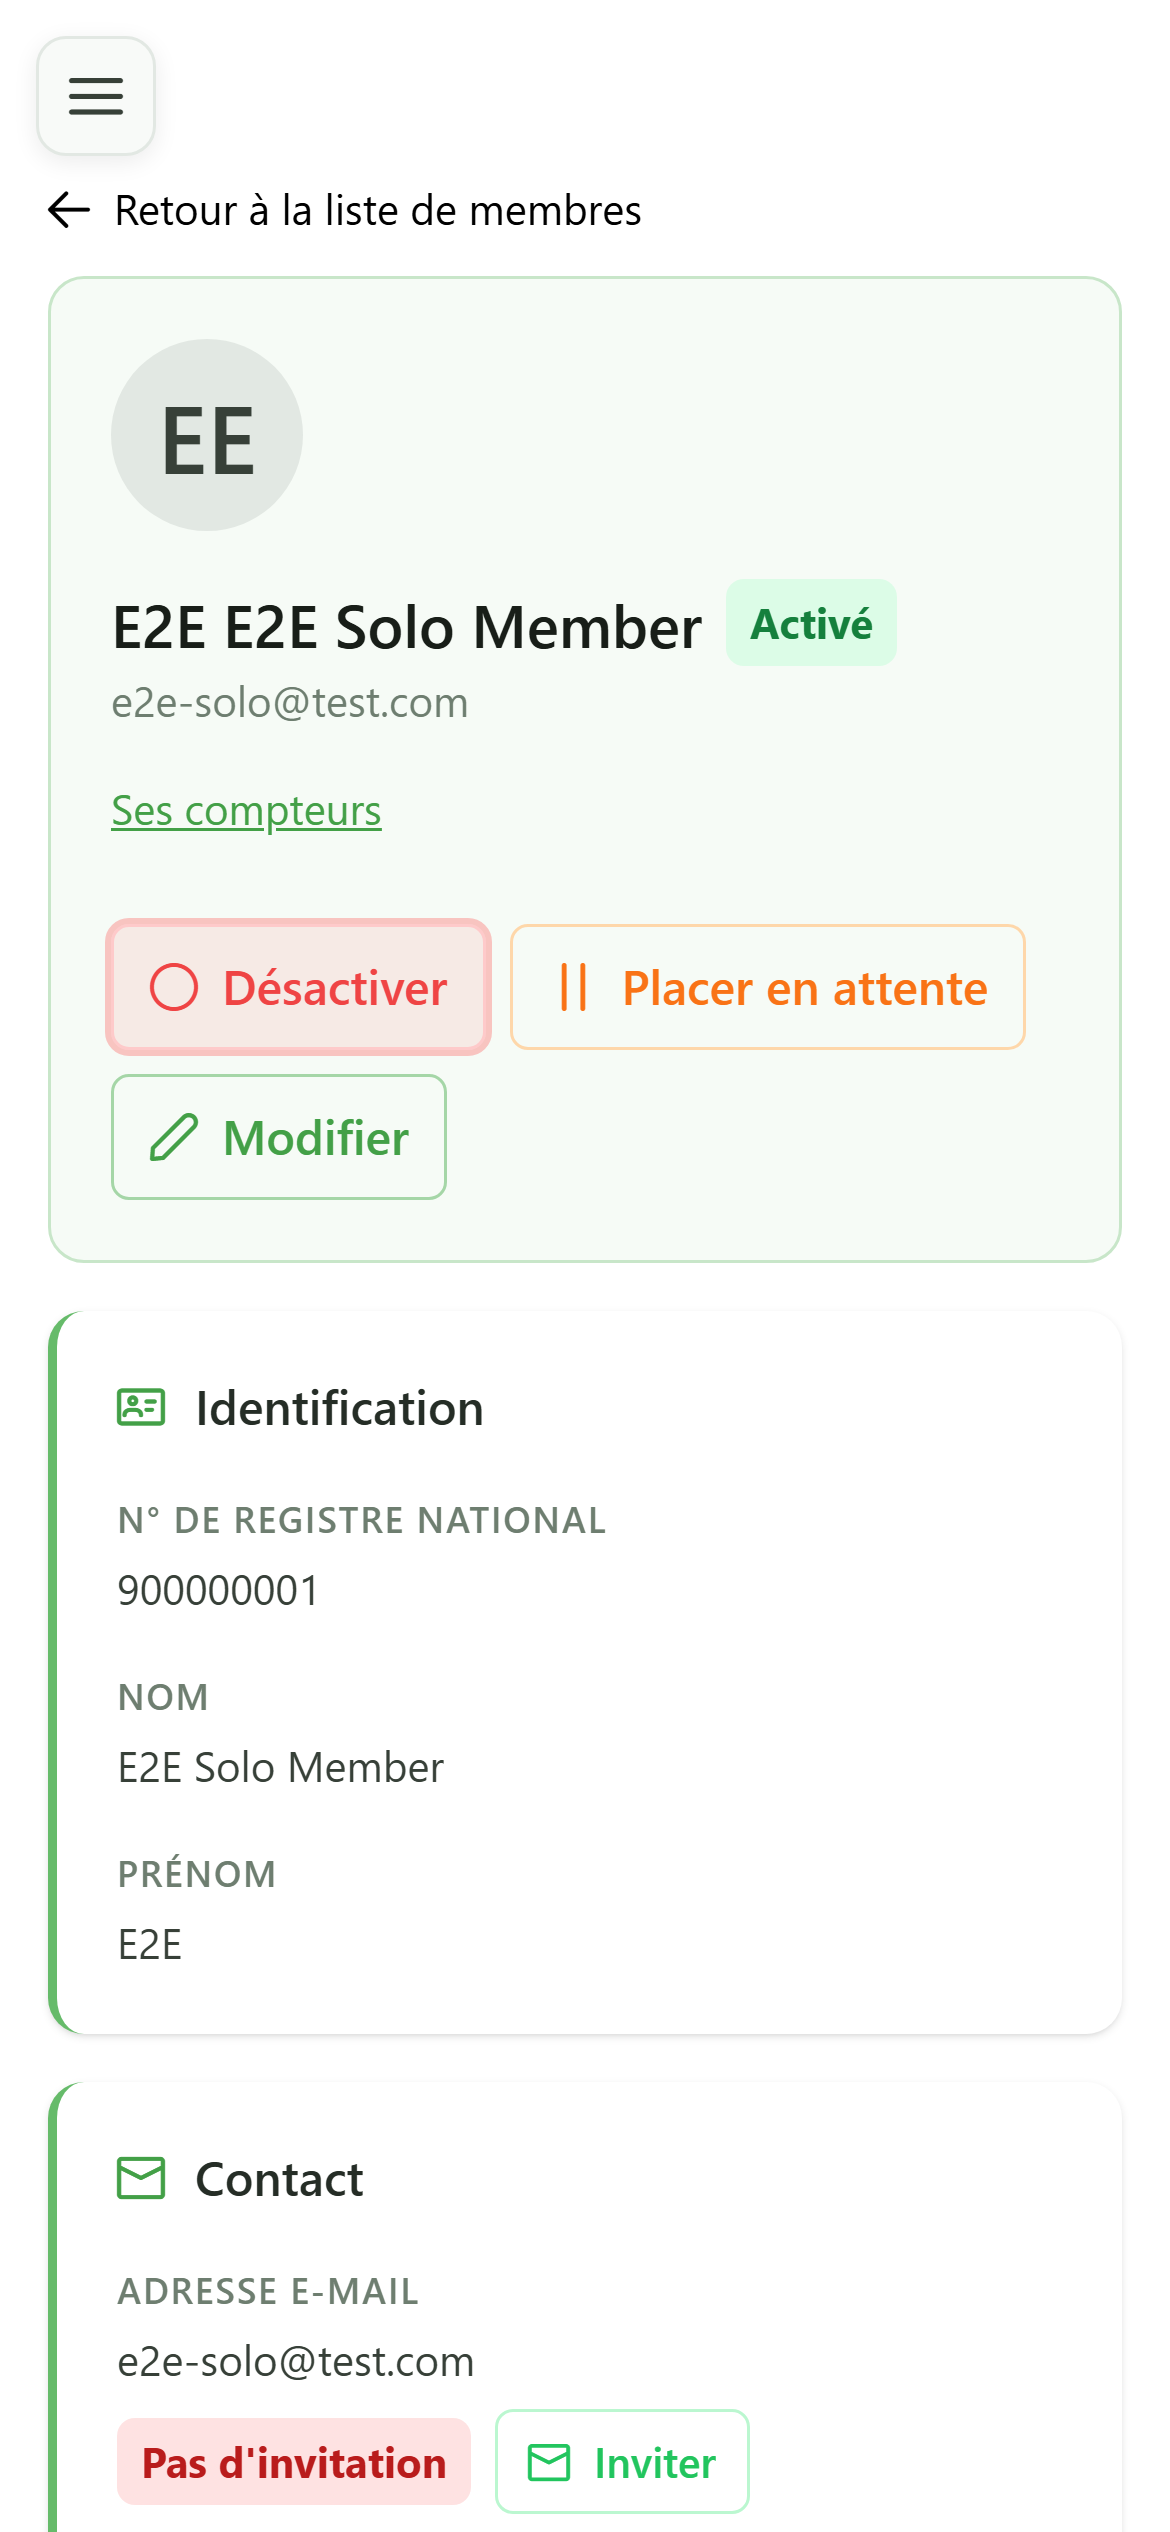 Retour à la liste de membres
EE
E2E E2E Solo Member Activé
e2e-solo@test.com
Ses compteurs
Désactiver Placer en attente
Modifier
Identification
N° DE REGISTRE NATIONAL
900000001
NOM
E2E Solo Member
PRÉNOM
E2E
Contact
ADRESSE E-MAIL
e2e-solo@test.com
Pas d'invitation Inviter